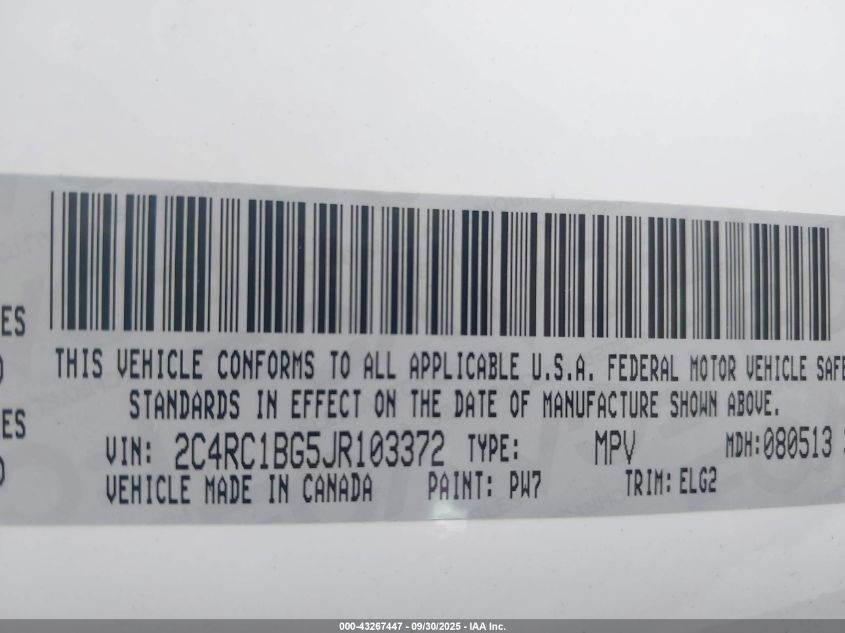 ES
THIS VEHICLE CONFORMS TO ALL APPLICABLE U.S.A. FEDERAL MOTOR VEHICLE SAFE
STANDARDS IN EFFECT ON THE DATE OF MANUFACTURE SHOWN ABOVE.
ES
VIN: 2C4RC1BG5JR103372 TYPE: MPV MDH:080513
VEHICLE MADE IN CANADA PAINT: PW7 TRIM: ELG2
000-43267447 - 09/30/2025 - IAA Inc.